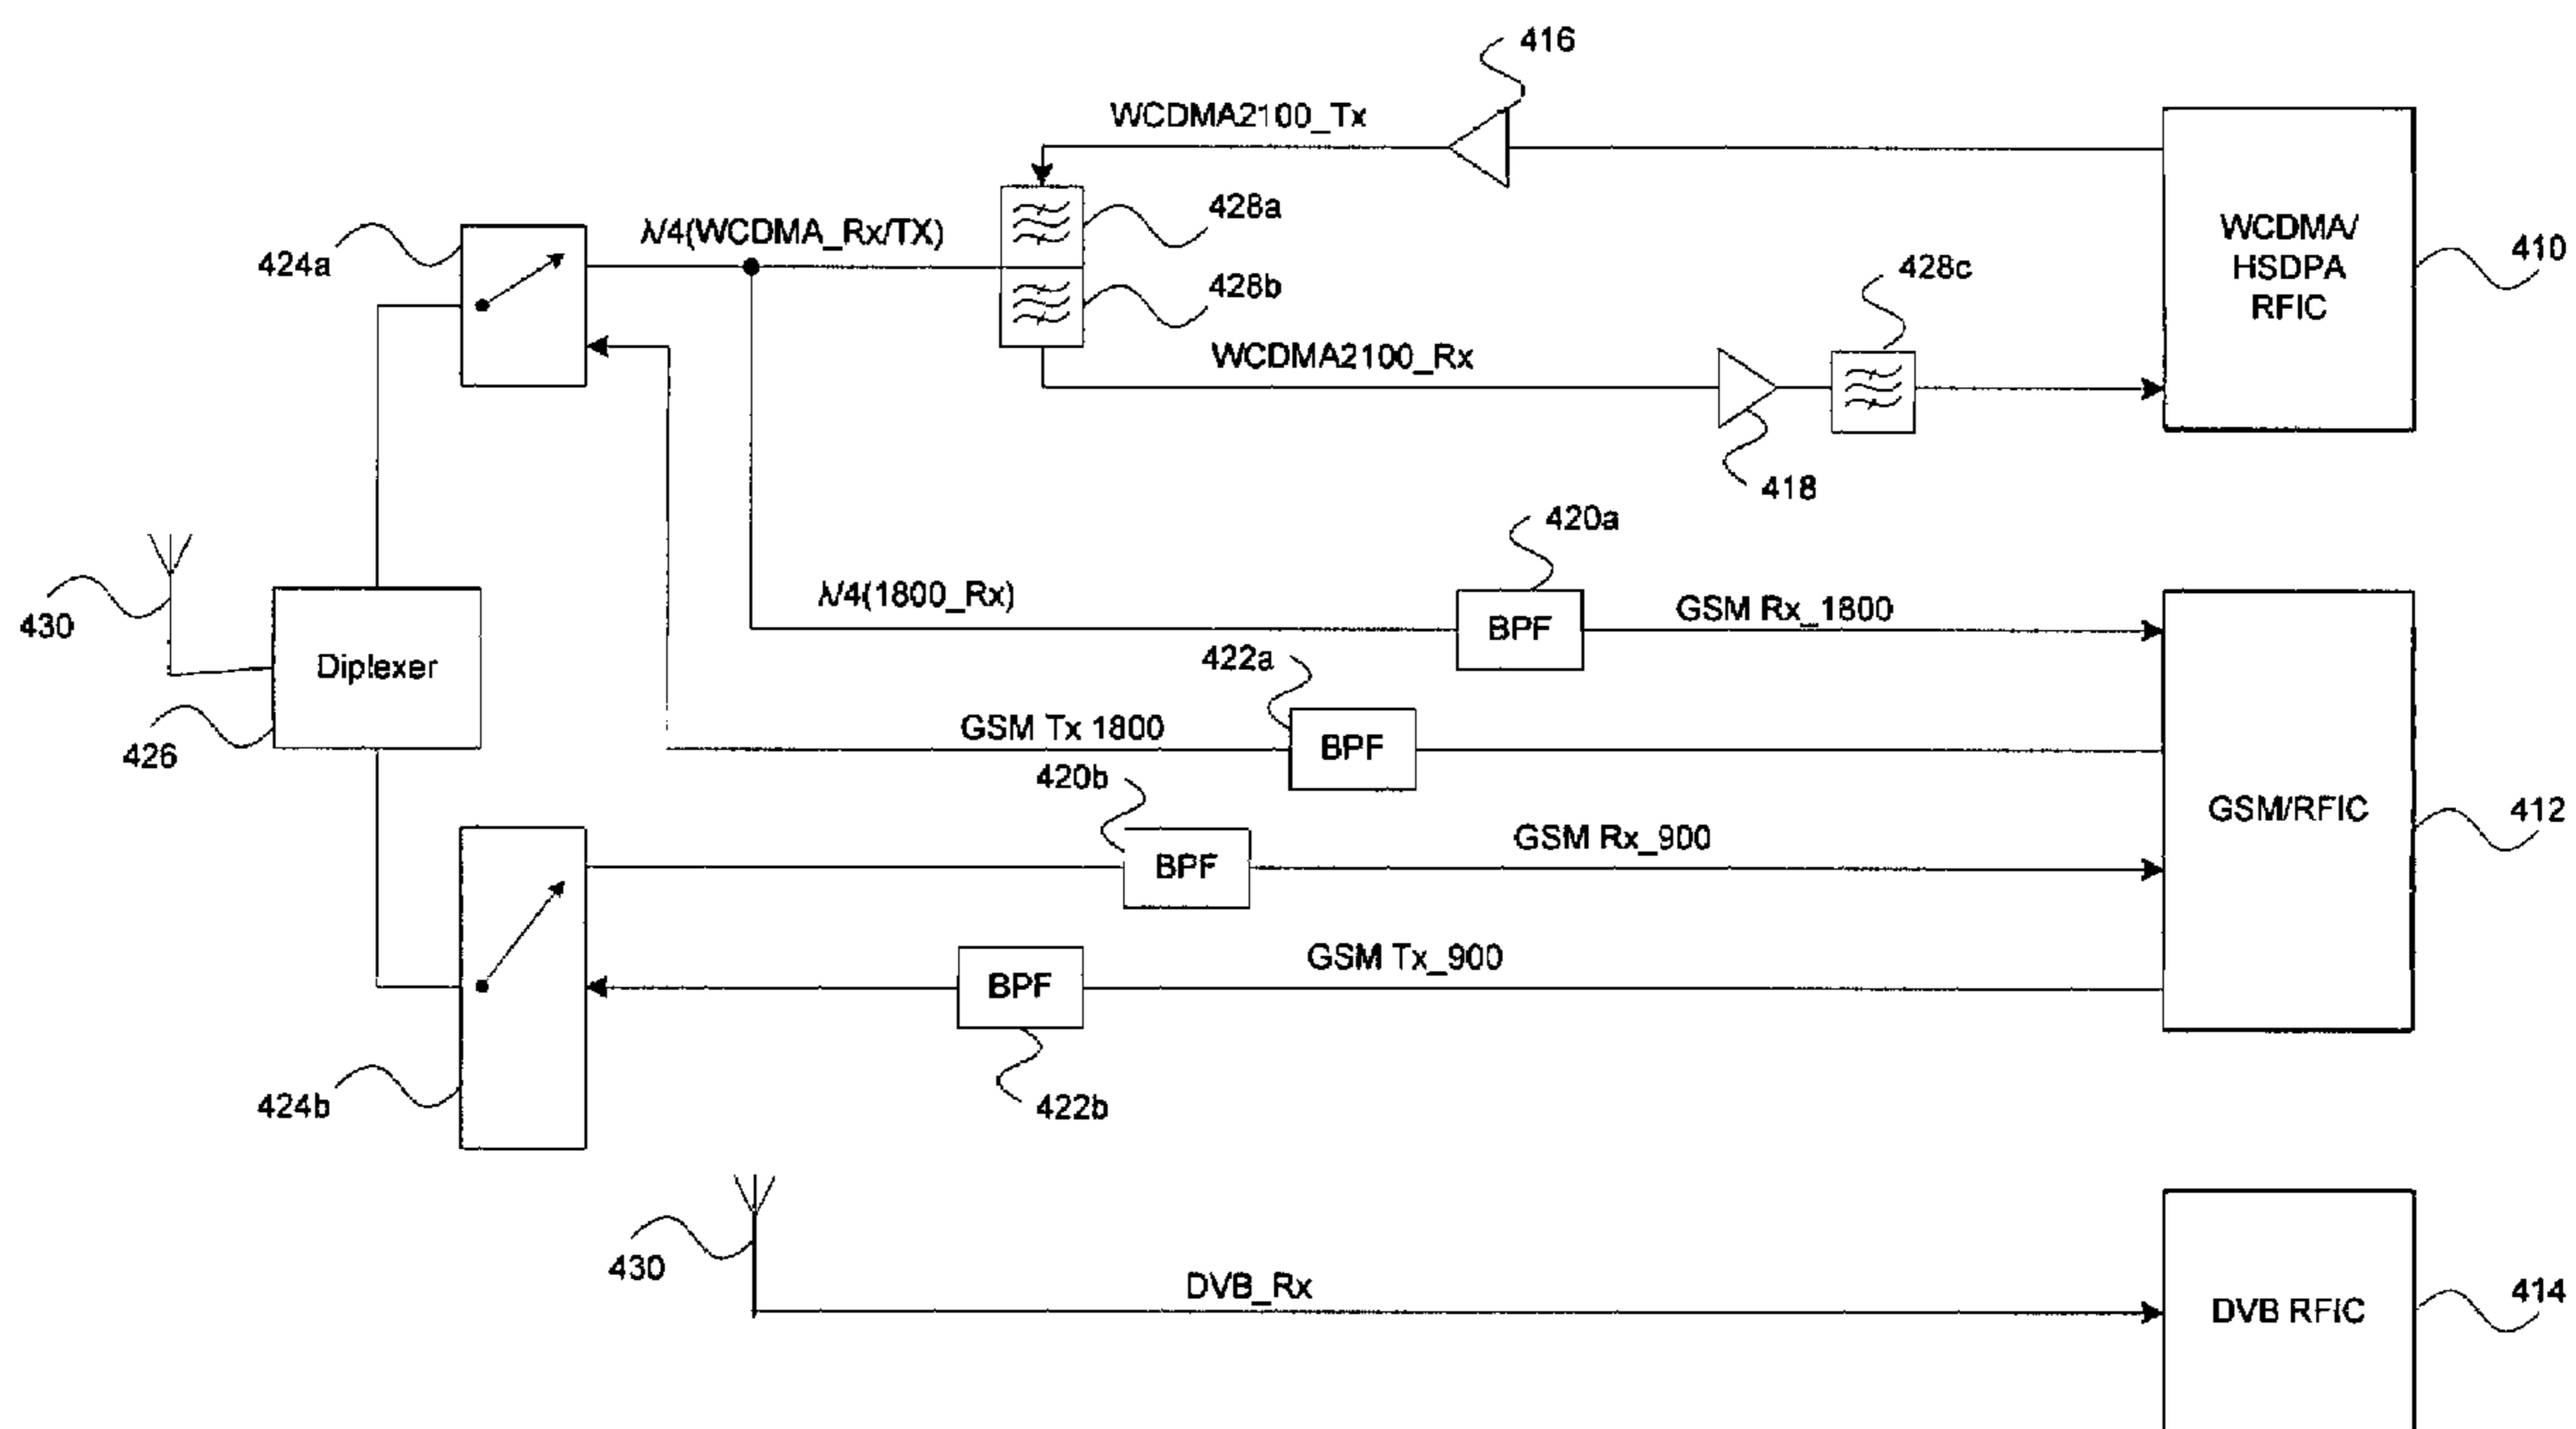 416
WCDMA2100_Tx
428a
WCDMA/
HSDPA
RFIC
410
424a
λ/4(WCDMA_Rx/TX)
428b
428c
WCDMA2100_Rx
418
420a
430
λ/4(1800_Rx)
BPF
GSM Rx_1800
Diplexer
422a
426
GSM Tx 1800
BPF
420b
GSM/RFIC
412
BPF
GSM Rx_900
424b
BPF
GSM Tx_900
422b
430
DVB_Rx
DVB RFIC
414